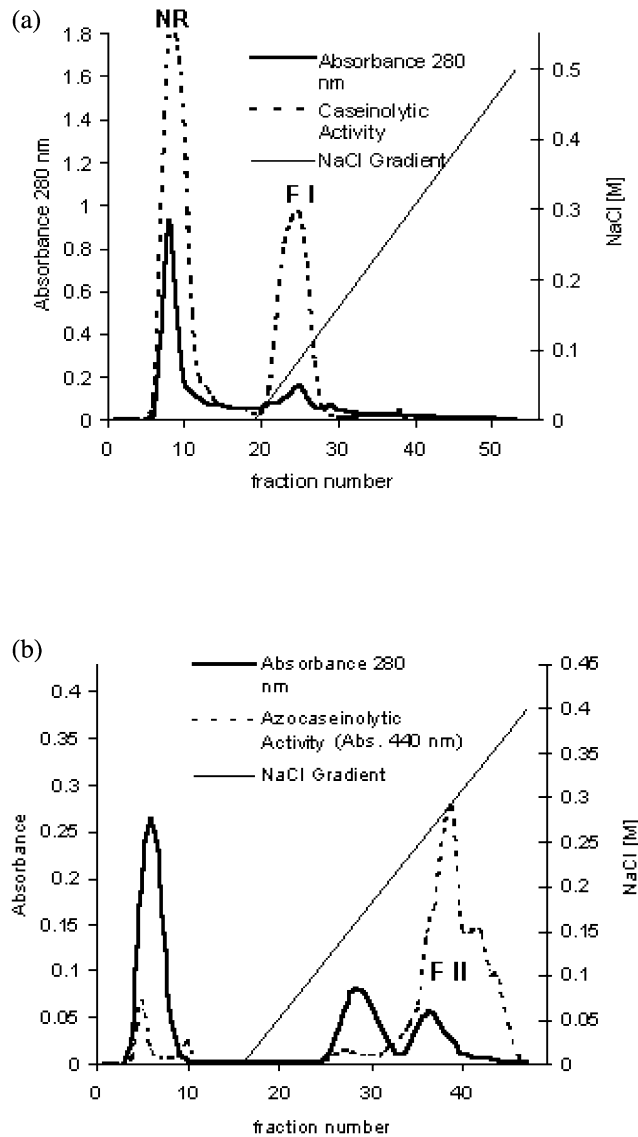 (a)
NR
F I
Absorbance 280
nm
Caseinolytic
Activity
NaCl Gradient
Absorbance 280 nm
1.8
1.6
1.4
1.2
1
0.8
0.6
0.4
0.2
0
0.5
0.4
0.3
0.2
0.1
0
NaCl [M]
0 10 20 30 40 50
fraction number
(b)
Absorbance 280
nm
Azocaseinolytic
Activity (Abs. 440 nm)
NaCl Gradient
F II
Absorbance
0.4
0.35
0.3
0.25
0.2
0.15
0.1
0.05
0
0.45
0.4
0.35
0.3
0.25
0.2
0.15
0.1
0.05
0
NaCl [M]
0 10 20 30 40
fraction number